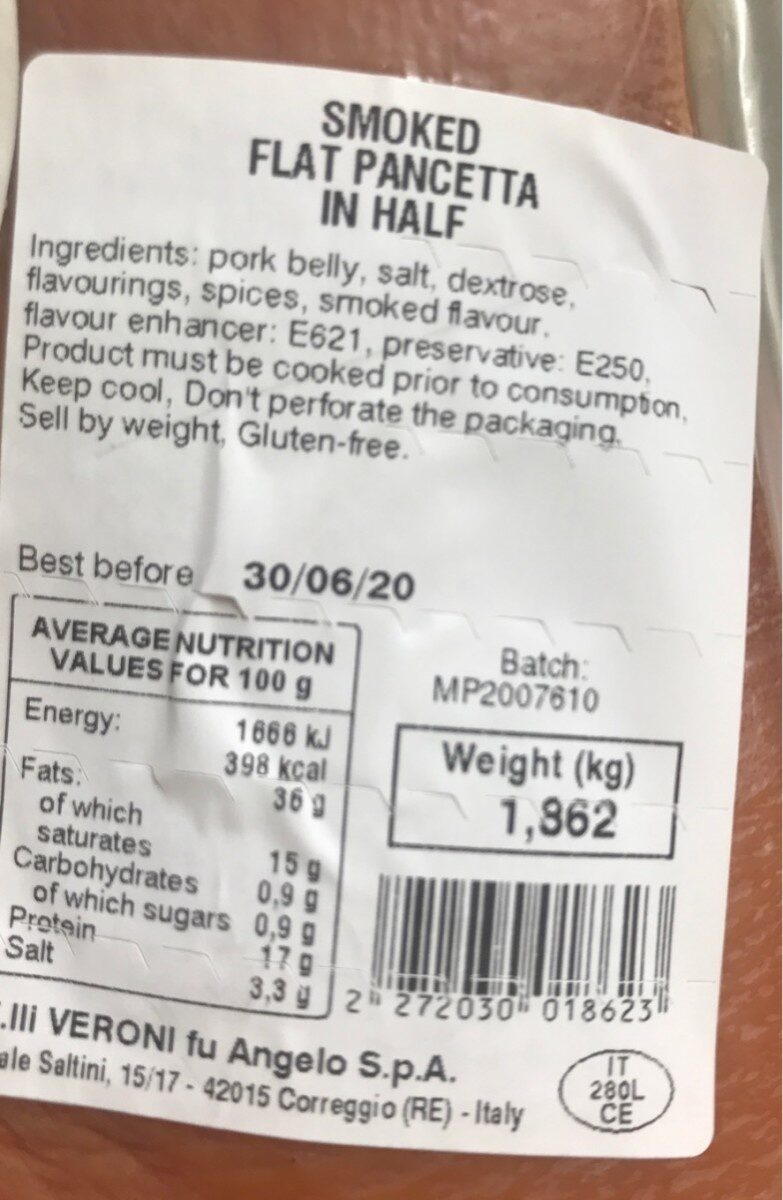 SMOKED
FLAT PANCETTA
IN HALF
Ingredients: pork belly, salt, dextrose,
flavourings, spices, smoked flavour.
flavour enhancer: E621, preservative: E250,
Product must be cooked prior to consumption.
Keep cool, Don't perforate the packaging.
Sell by weight, Gluten-free.
Best before 30/06/20
AVERAGE NUTRITION
VALUES FOR 100 g
Energy: 1666 kJ
398 kcal
Fats: 36 g
of which
saturates 15 g
Carbohydrates 0,9 g
of which sugars 0,9 g
Protein 17 g
Salt 3,3 g
Batch:
MP2007610
Weight (kg)
1,862
2 272030 018623
.lli VERONI fu Angelo S.p.A.
ale Saltini, 15/17 - 42015 Correggio (RE) - Italy
IT
280L
CE